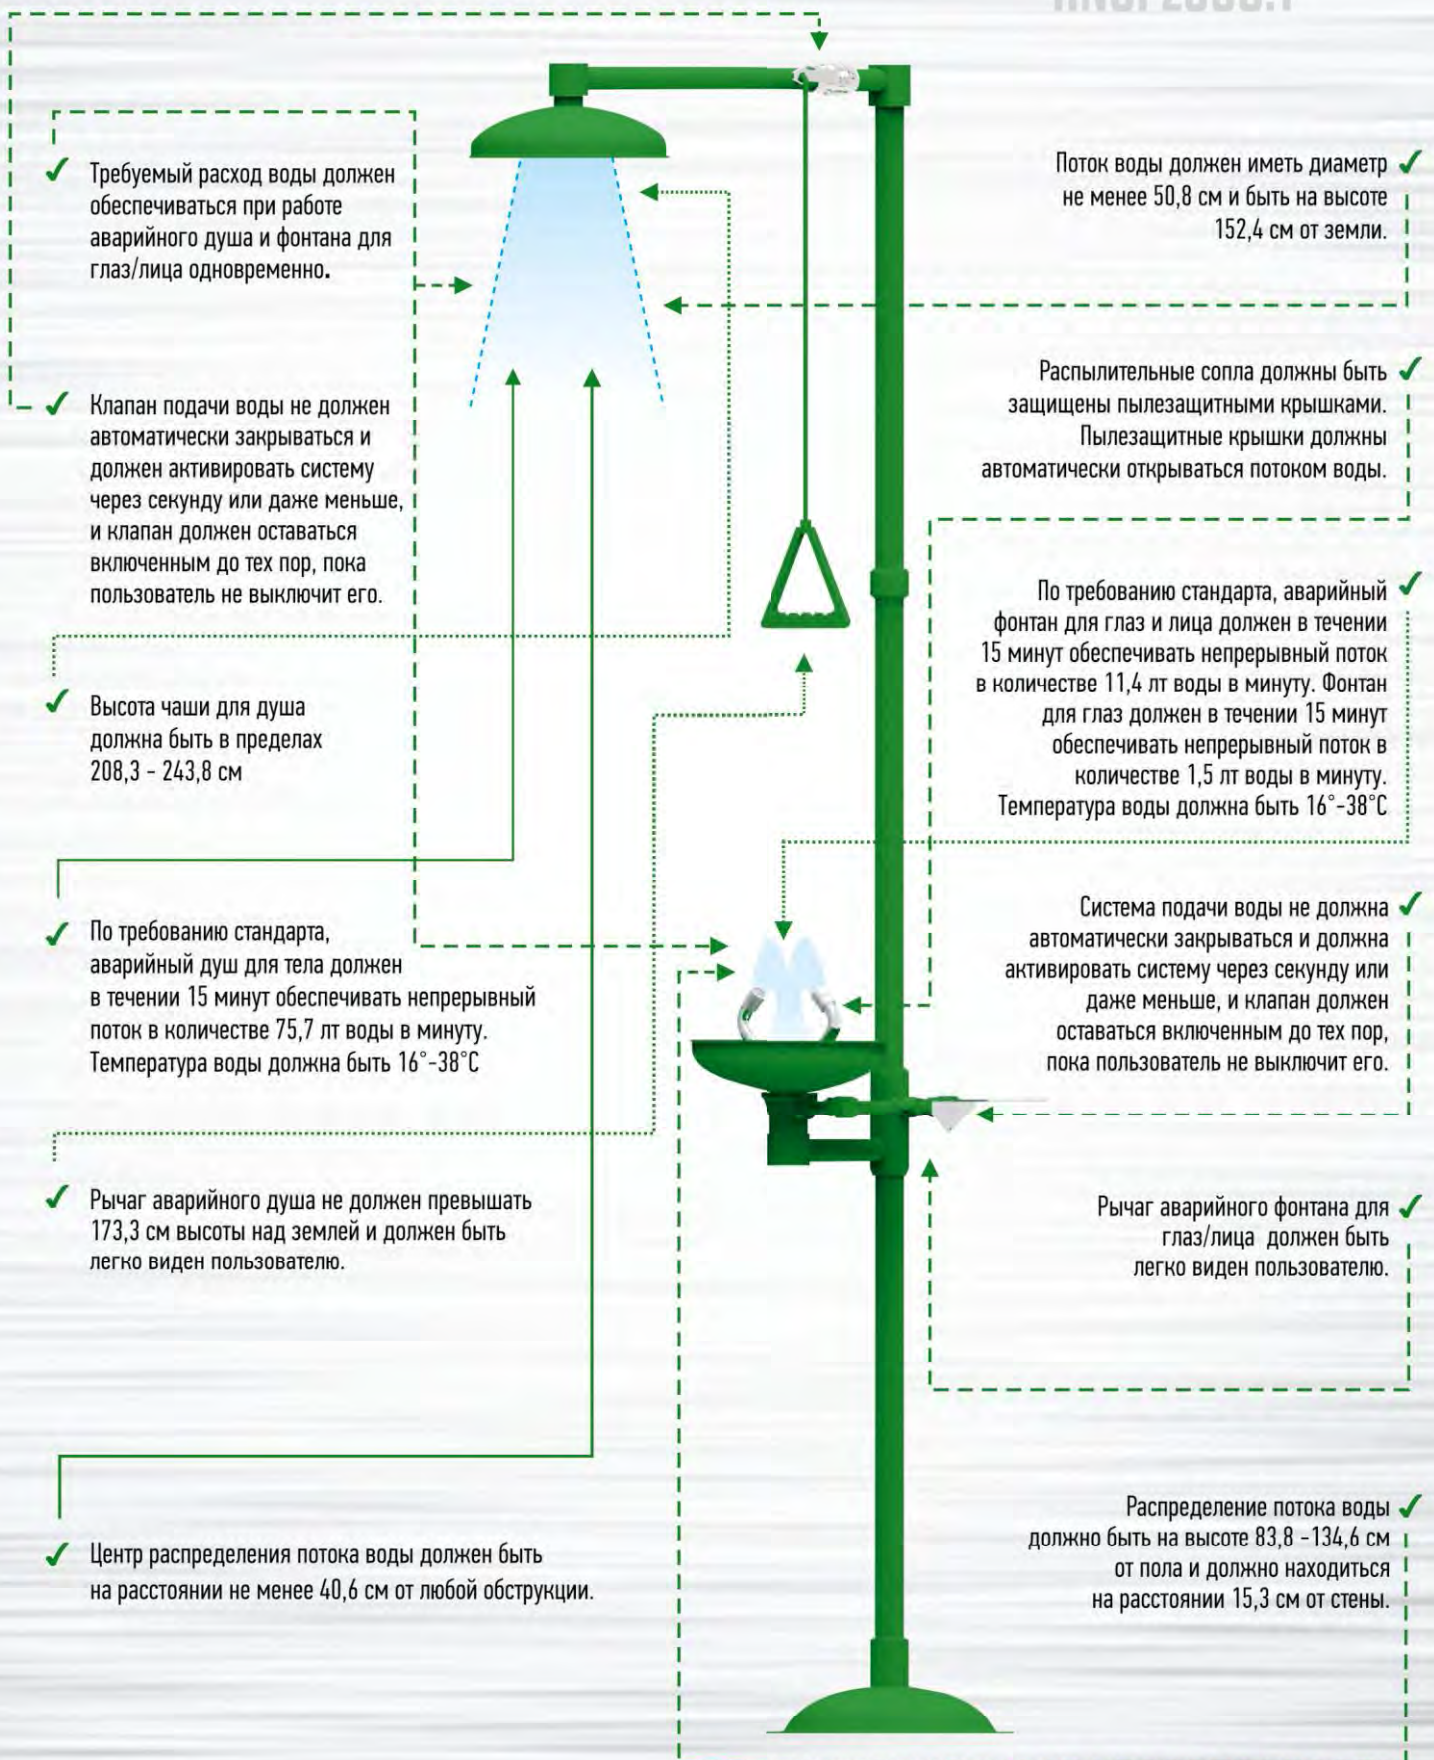 Требуемый расход воды должен
обеспечиваться при работе
аварийного душа и фонтана для
глаз/лица одновременно.
Клапан подачи воды не должен
автоматически закрываться и
должен активировать систему
через секунду или даже меньше,
и клапан должен оставаться
включенным до тех пор, пока
пользователь не выключит его.
Высота чаши для душа
должна быть в пределах
208,3 - 243,8 см
По требованию стандарта,
аварийный душ для тела должен
в течении 15 минут обеспечивать непрерывный
поток в количестве 75,7 лт воды в минуту.
Температура воды должна быть 16°-38°C
Рычаг аварийного душа не должен превышать
173,3 см высоты над землей и должен быть
легко виден пользователю.
Центр распределения потока воды должен быть
на расстоянии не менее 40,6 см от любой обструкции.
Поток воды должен иметь диаметр
не менее 50,8 см и быть на высоте
152,4 см от земли.
Распылительные сопла должны быть
защищены пылезащитными крышками.
Пылезащитные крышки должны
автоматически открываться потоком воды.
По требованию стандарта, аварийный
фонтан для глаз и лица должен в течении
15 минут обеспечивать непрерывный поток
в количестве 11,4 лт воды в минуту. Фонтан
для глаз должен в течении 15 минут
обеспечивать непрерывный поток в
количестве 1,5 лт воды в минуту.
Температура воды должна быть 16°-38°C
Система подачи воды не должна
автоматически закрываться и должна
активировать систему через секунду или
даже меньше, и клапан должен
оставаться включенным до тех пор,
пока пользователь не выключит его.
Рычаг аварийного фонтана для
глаз/лица должен быть
легко виден пользователю.
Распределение потока воды
должно быть на высоте 83,8 -134,6 см
от пола и должно находиться
на расстоянии 15,3 см от стены.